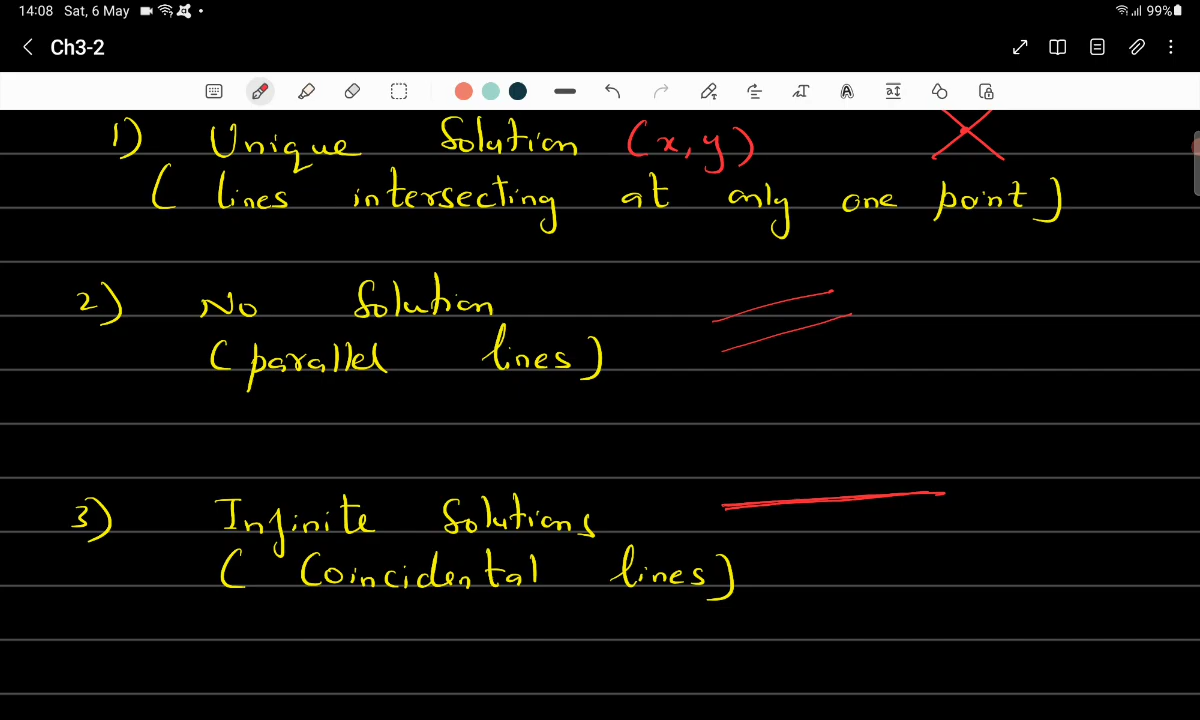 14:08 Sat, 6 May 99%
Ch3-2
1) Unique Solution (x, y)
( lines intersecting at only one point )
2) No Solution
( parallel lines )
3) Infinite Solutions
( Coincidental lines )